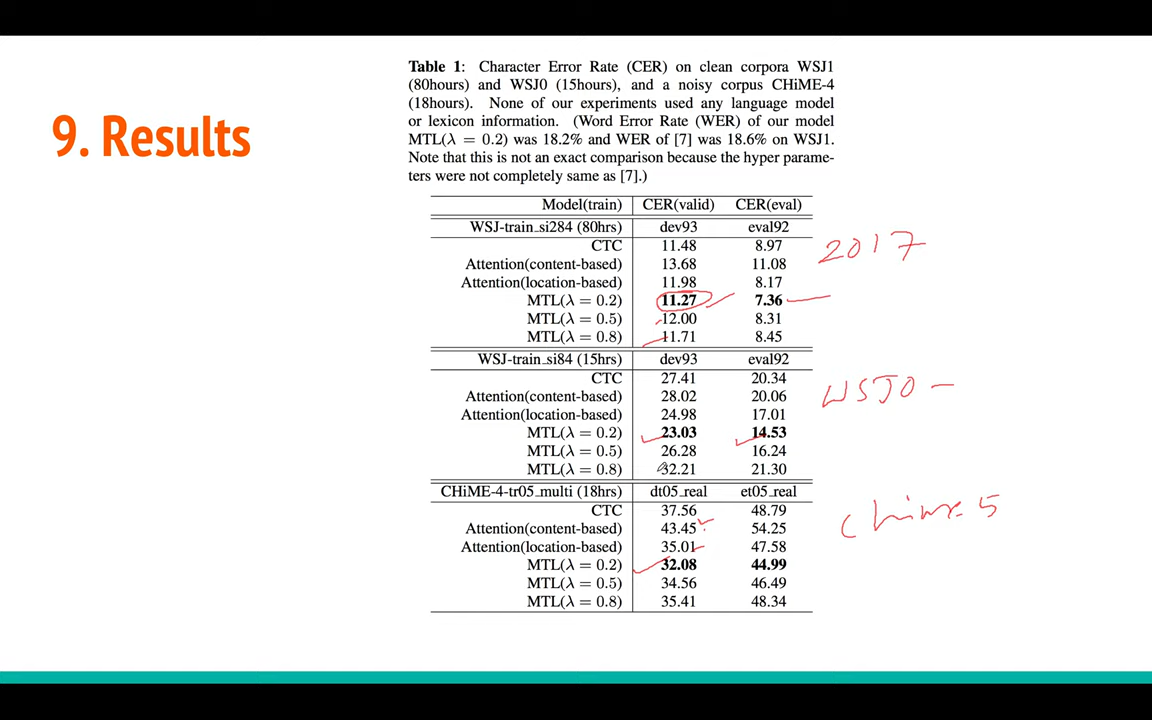 9. Results
Table 1: Character Error Rate (CER) on clean corpora WSJ1
(80hours) and WSJ0 (15hours), and a noisy corpus CHiME-4
(18hours). None of our experiments used any language model
or lexicon information. (Word Error Rate (WER) of our model
MTL(λ = 0.2) was 18.2% and WER of [7] was 18.6% on WSJ1.
Note that this is not an exact comparison because the hyper parame-
ters were not completely same as [7].)
Model(train) CER(valid) CER(eval)
WSJ-train_si284 (80hrs) dev93 eval92
CTC 11.48 8.97
Attention(content-based) 13.68 11.08
Attention(location-based) 11.98 8.17
MTL(λ = 0.2) 11.27 7.36
MTL(λ = 0.5) 12.00 8.31
MTL(λ = 0.8) 11.71 8.45
2017
WSJ-train_si84 (15hrs) dev93 eval92
CTC 27.41 20.34
Attention(content-based) 28.02 20.06
Attention(location-based) 24.98 17.01
MTL(λ = 0.2) 23.03 14.53
MTL(λ = 0.5) 26.28 16.24
MTL(λ = 0.8) 32.21 21.30
WSJ0 -
CHiME-4-tr05_multi (18hrs) dt05_real et05_real
CTC 37.56 48.79
Attention(content-based) 43.45 54.25
Attention(location-based) 35.01 47.58
MTL(λ = 0.2) 32.08 44.99
MTL(λ = 0.5) 34.56 46.49
MTL(λ = 0.8) 35.41 48.34
Chime 5